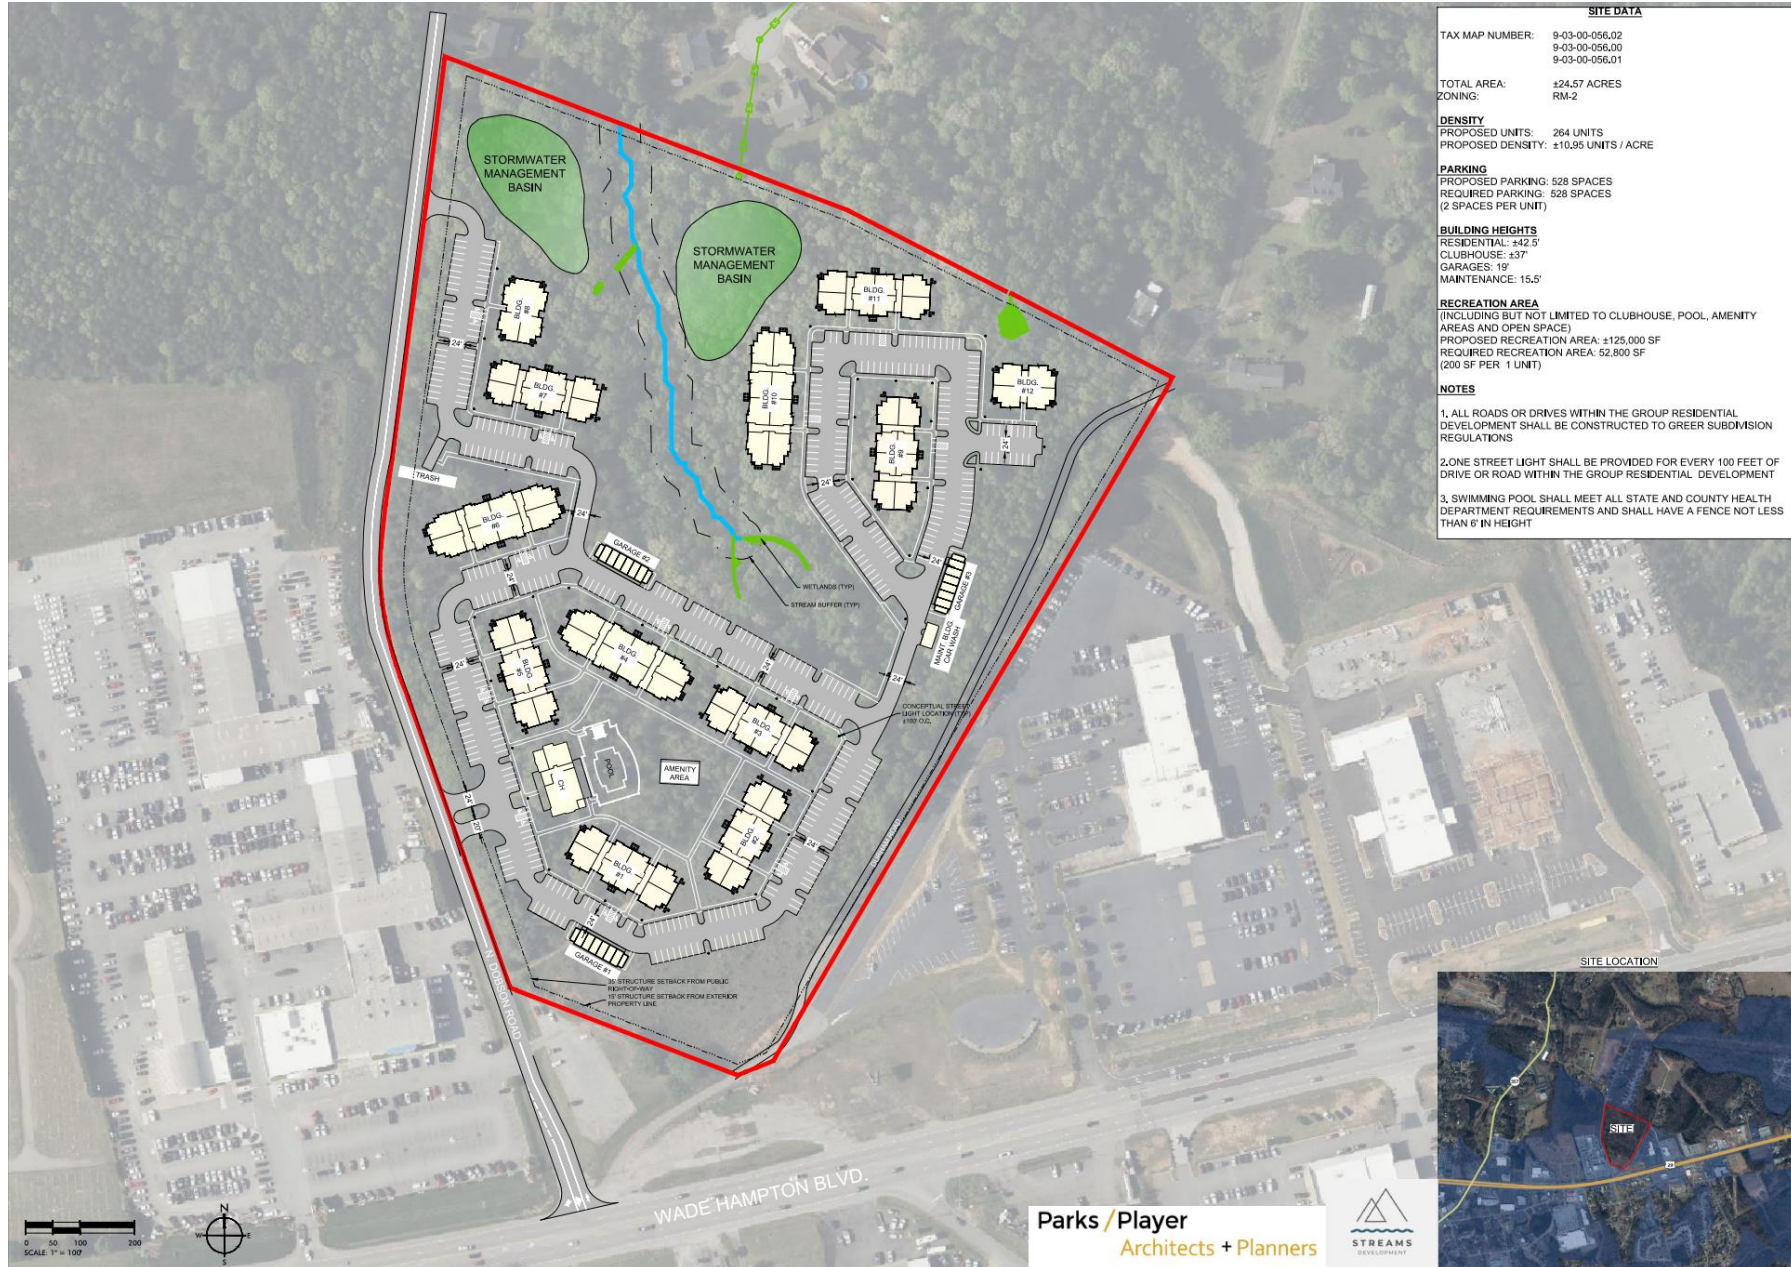 SITE DATA
TAX MAP NUMBER: 9-03-00-056.02
9-03-00-056.00
9-03-00-056.01
TOTAL AREA: ±24.57 ACRES
ZONING: RM-2
DENSITY
PROPOSED UNITS: 264 UNITS
PROPOSED DENSITY: ±10.95 UNITS / ACRE
PARKING
PROPOSED PARKING: 528 SPACES
REQUIRED PARKING: 528 SPACES
(2 SPACES PER UNIT)
BUILDING HEIGHTS
RESIDENTIAL: ±42.5'
CLUBHOUSE: ±37'
GARAGES: 19'
MAINTENANCE: 15.5'
RECREATION AREA
(INCLUDING BUT NOT LIMITED TO CLUBHOUSE, POOL, AMENITY
AREAS AND OPEN SPACE)
PROPOSED RECREATION AREA: ±125,000 SF
REQUIRED RECREATION AREA: 52,800 SF
(200 SF PER 1 UNIT)
NOTES
1. ALL ROADS OR DRIVES WITHIN THE GROUP RESIDENTIAL
DEVELOPMENT SHALL BE CONSTRUCTED TO GREER SUBDIVISION
REGULATIONS
2.ONE STREET LIGHT SHALL BE PROVIDED FOR EVERY 100 FEET OF
DRIVE OR ROAD WITHIN THE GROUP RESIDENTIAL DEVELOPMENT
3. SWIMMING POOL SHALL MEET ALL STATE AND COUNTY HEALTH
DEPARTMENT REQUIREMENTS AND SHALL HAVE A FENCE NOT LESS
THAN 6' IN HEIGHT
STORMWATER
MANAGEMENT
BASIN
STORMWATER
MANAGEMENT
BASIN
BLDG.
#8
BLDG.
#11
24'
BLDG.
#7
BLDG.
#10
BLDG.
#12
BLDG.
#9
24'
TRASH
24'
BLDG.
#6
24'
GARAGE #2
24'
24'
GARAGE #3
WETLANDS (TYP)
STREAM BUFFER (TYP)
MAINT. BLDG.
CAR WASH
BLDG.
#5
BLDG.
#4
24'
24'
24'
BLDG.
#3
CONCEPTUAL STREET
LIGHT LOCATION (TYP)
±100' O.C.
CH
POOL
AMENITY
AREA
24'
20'
BLDG.
#2
24'
BLDG.
#1
24'
GARAGE #1
35' STRUCTURE SETBACK FROM PUBLIC
RIGHT-OF-WAY
15' STRUCTURE SETBACK FROM EXTERIOR
PROPERTY LINE
N. DOBSON ROAD
WADE HAMPTON BLVD.
SITE LOCATION
SITE
N
W
E
S
0 50 100 200
SCALE: 1" = 100'
Parks / Player
Architects + Planners
STREAMS
DEVELOPMENT